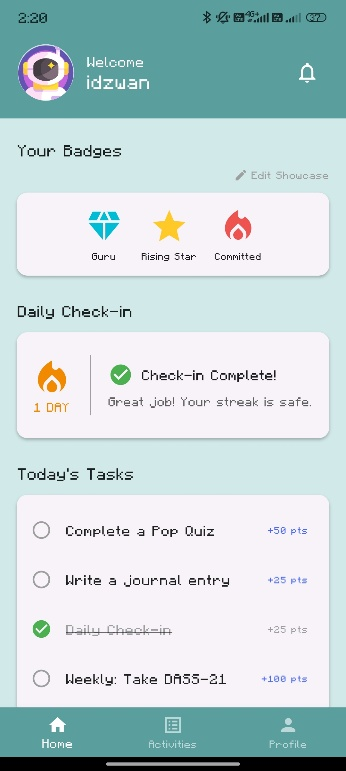 2:20
27
Welcome
idzwan
Your Badges
Edit Showcase
Guru
Rising Star
Committed
Daily Check-in
1 DAY
Check-in Complete!
Great job! Your streak is safe.
Today's Tasks
Complete a Pop Quiz
+50 pts
Write a journal entry
+25 pts
Daily Check-in
+25 pts
Weekly: Take DASS-21
+100 pts
Home
Activities
Profile